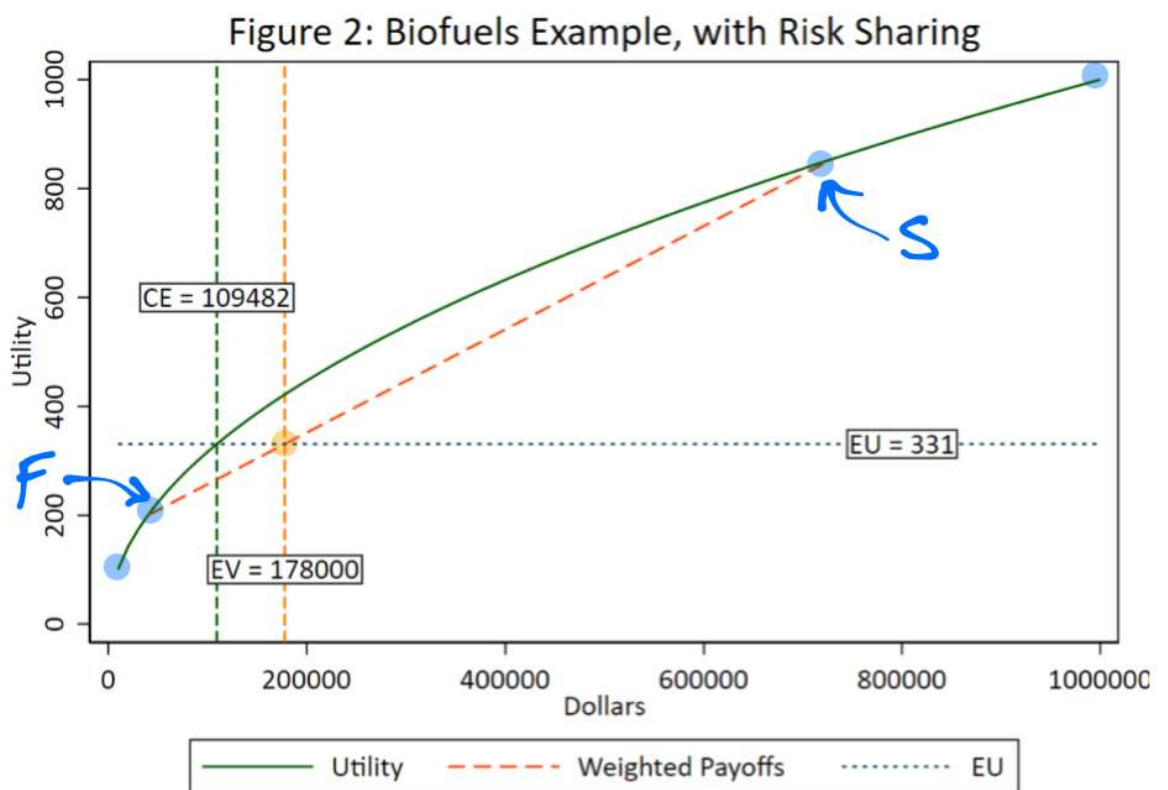 Figure 2: Biofuels Example, with Risk Sharing
1000
800
600
400
200
0
Utility
CE = 109482
EV = 178000
EU = 331
F
S
0 200000 400000 600000 800000 1000000
Dollars
Utility Weighted Payoffs EU